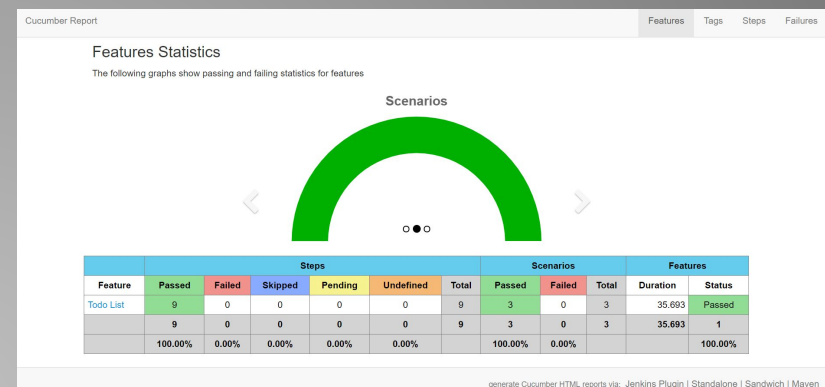 Cucumber Report Features Tags Steps Failures
Features Statistics
The following graphs show passing and failing statistics for features
Scenarios
Steps Scenarios Features
Feature Passed Failed Skipped Pending Undefined Total Passed Failed Total Duration Status
Todo List 9 0 0 0 0 9 3 0 3 35.693 Passed
9 0 0 0 0 9 3 0 3 35.693 1
100.00% 0.00% 0.00% 0.00% 0.00% 100.00% 0.00% 100.00%
generate Cucumber HTML reports via: Jenkins Plugin | Standalone | Sandwich | Maven